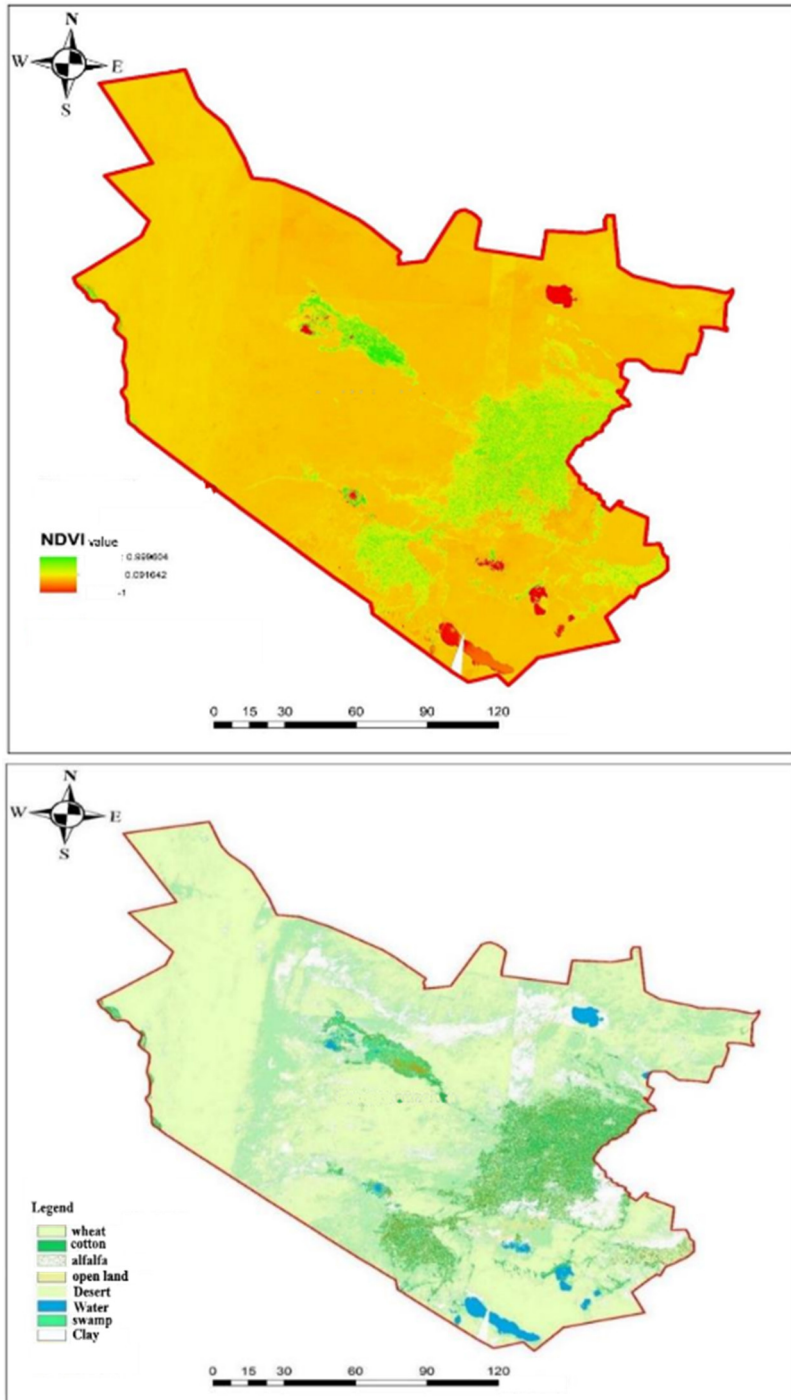 N
W E
S
NDVI value
: 0.999604
0.091642
-1
0 15 30 60 90 120
N
W E
S
Legend
wheat
cotton
alfalfa
open land
Desert
Water
swamp
Clay
0 15 30 60 90 120